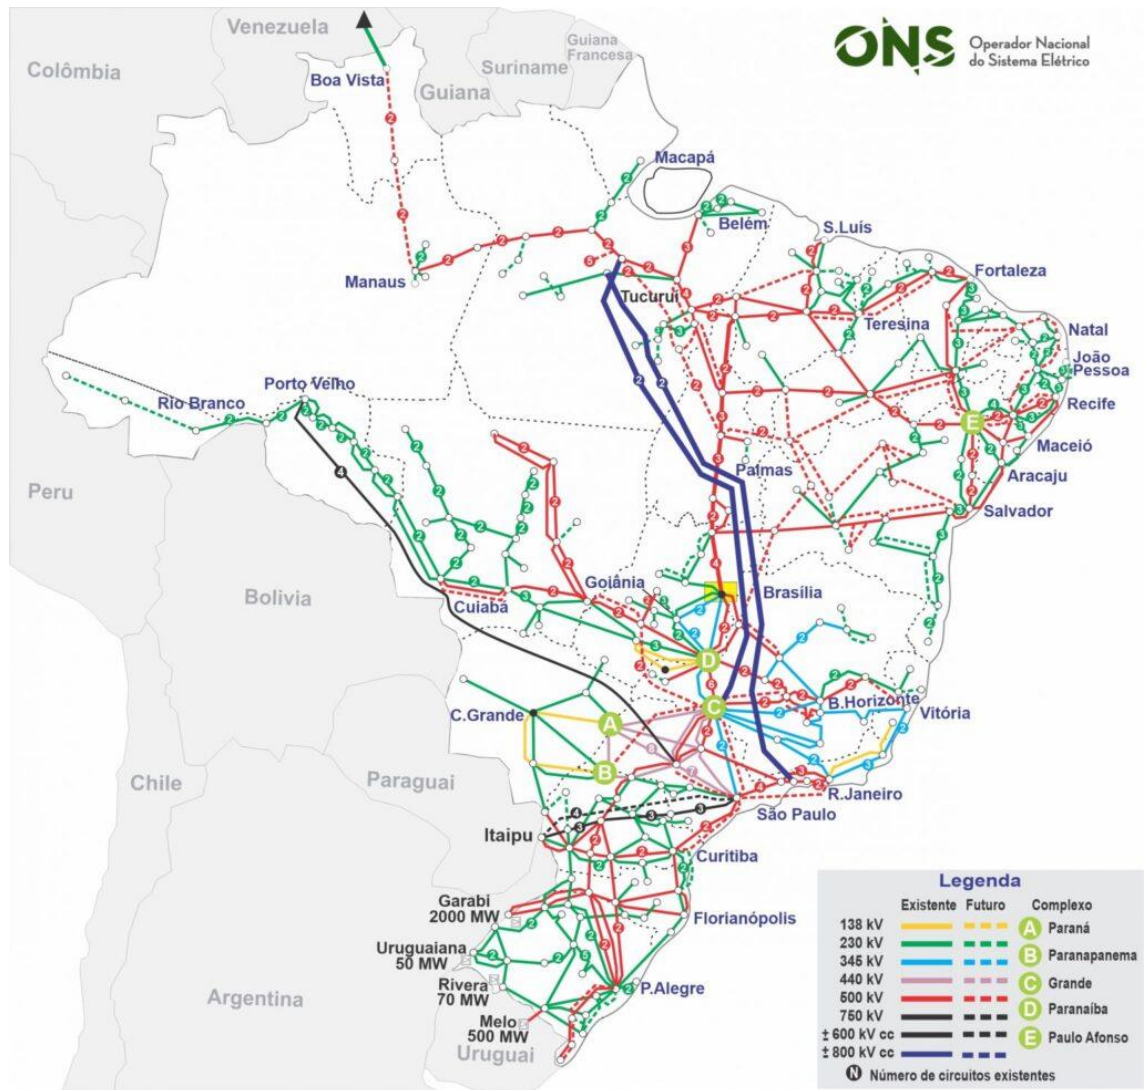 ONS
Operador Nacional
do Sistema Elétrico
Venezuela
Colômbia
Guiana
Francesa
Suriname
Guiana
Boa Vista
Macapá
Belém
S.Luís
Fortaleza
Manaus
Tucuruí
Teresina
Natal
João
Pessoa
Recife
Porto Velho
Rio Branco
E
Maceió
Peru
Palmas
Aracaju
Salvador
Bolivia
Goiânia
Brasília
Cuiabá
D
C
B.Horizonte
Vitória
C.Grande
A
B
Chile
Paraguai
R.Janeiro
São Paulo
Itaipu
Curitiba
Garabi
2000 MW
Florianópolis
Uruguaiana
50 MW
Rivera
70 MW
P.Alegre
Melo
500 MW
Argentina
Uruguai
Legenda
Existente Futuro Complexo
138 kV A Paraná
230 kV
345 kV B Paranapanema
440 kV C Grande
500 kV D Paranaíba
750 kV
± 600 kV cc E Paulo Afonso
± 800 kV cc
N Número de circuitos existentes